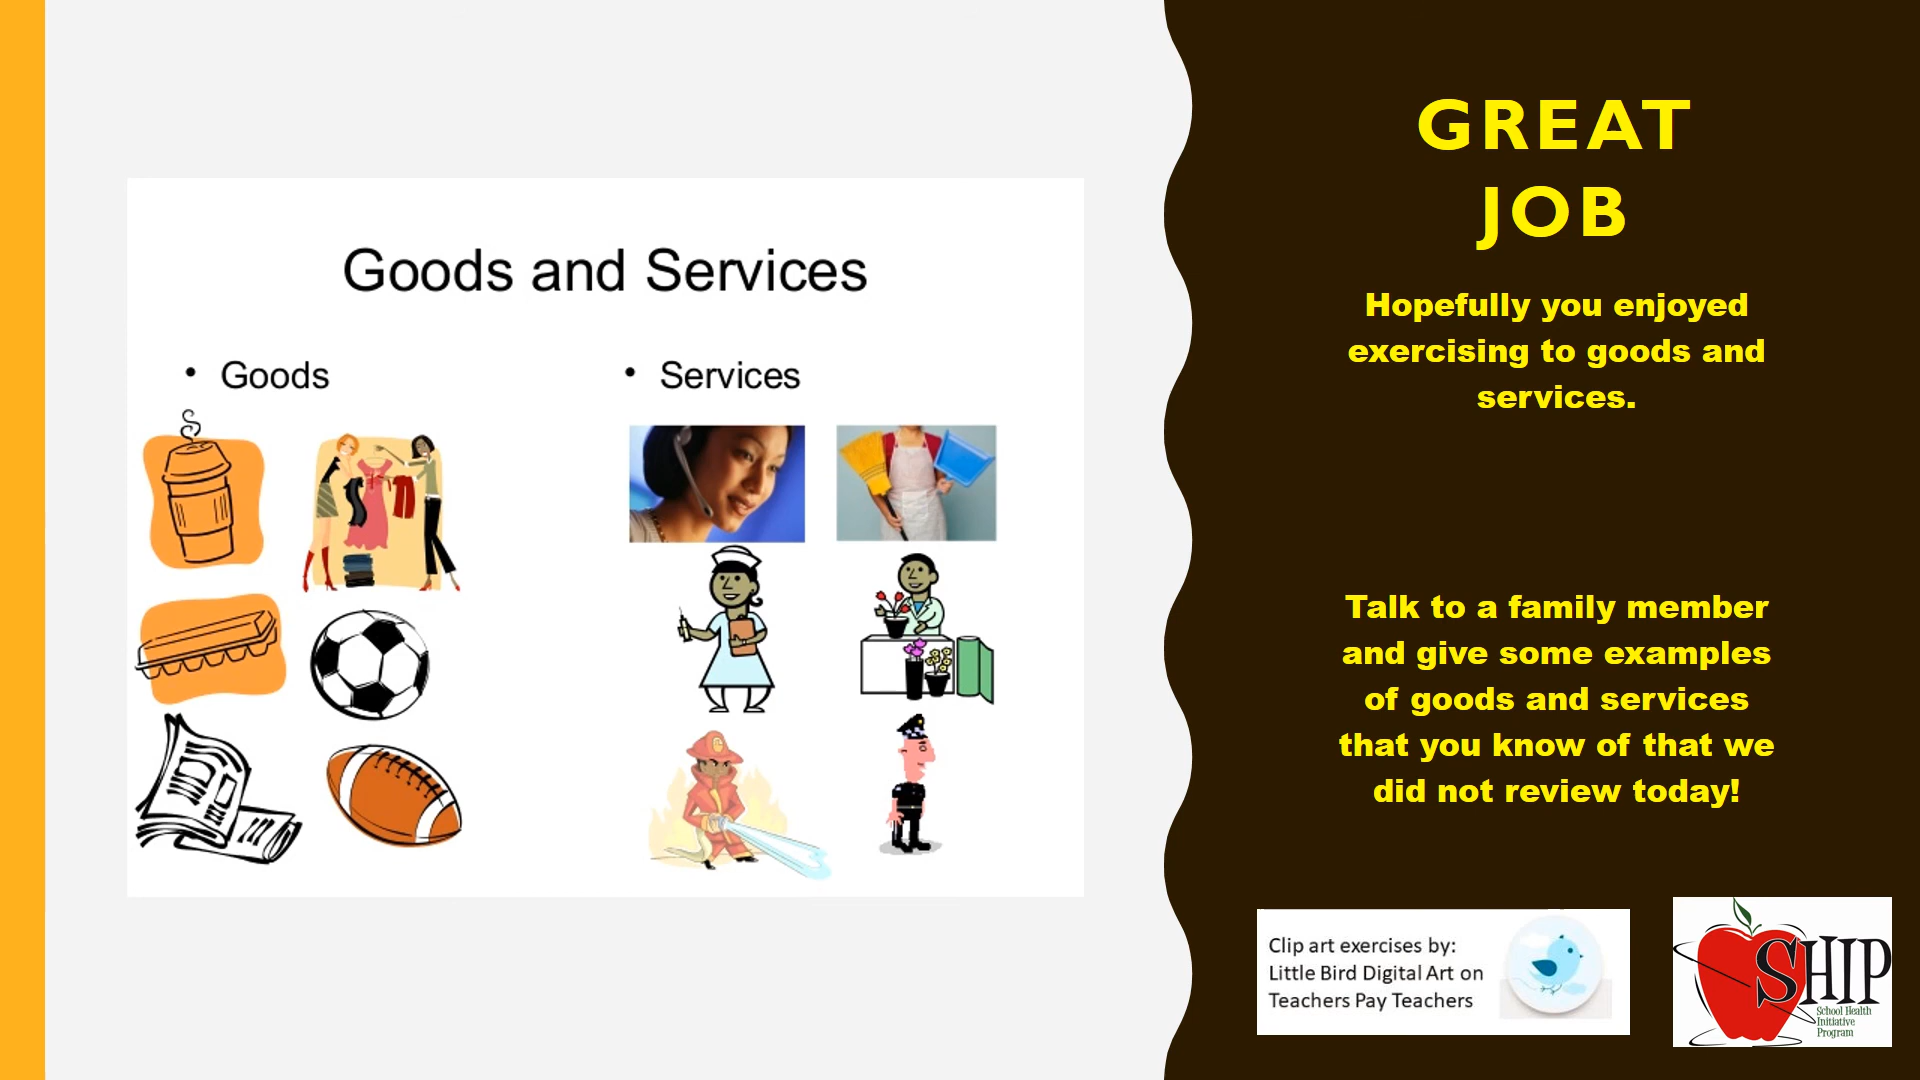 Goods and Services
• Goods
• Services
GREAT
JOB
Hopefully you enjoyed
exercising to goods and
services.
Talk to a family member
and give some examples
of goods and services
that you know of that we
did not review today!
Clip art exercises by:
Little Bird Digital Art on
Teachers Pay Teachers
SHIP
School Health
Initiative
Program